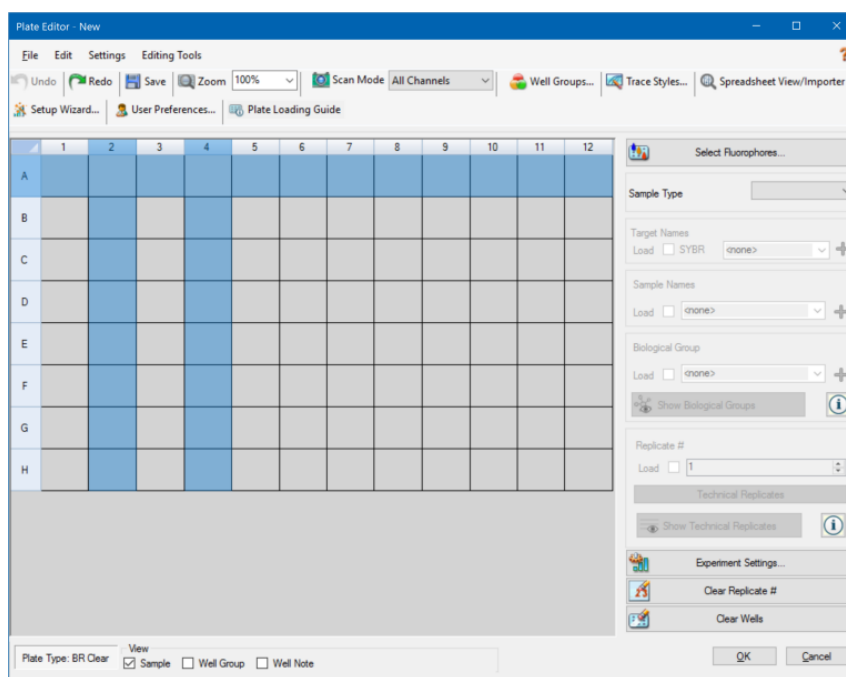 Plate Editor - New
File Edit Settings Editing Tools
Undo Redo Save Zoom 100% Scan Mode All Channels Well Groups... Trace Styles... Spreadsheet View/Importer
Setup Wizard... User Preferences... Plate Loading Guide
1 2 3 4 5 6 7 8 9 10 11 12
A
B
C
D
E
F
G
H
Select Fluorophores...
Sample Type
Target Names
Load SYBR <none>
Sample Names
Load <none>
Biological Group
Load <none>
Show Biological Groups
Replicate #
Load 1
Technical Replicates
Show Technical Replicates
Experiment Settings...
Clear Replicate #
Clear Wells
Plate Type: BR Clear
View
Sample Well Group Well Note
OK Cancel